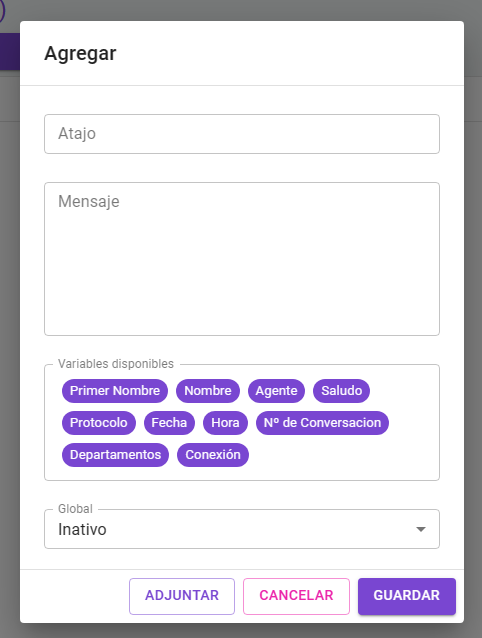 Agregar
Atajo
Mensaje
Variables disponibles
Primer Nombre Nombre Agente Saludo
Protocolo Fecha Hora Nº de Conversacion
Departamentos Conexión
Global
Inativo
ADJUNTAR CANCELAR GUARDAR